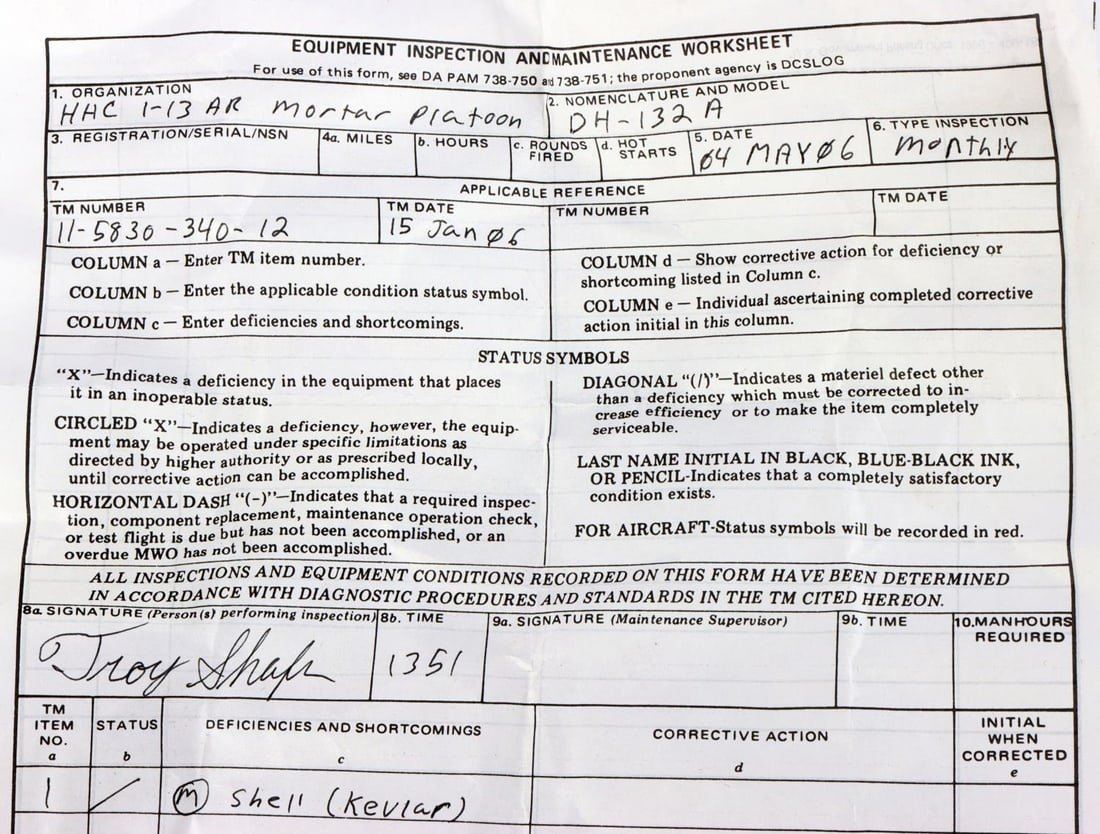 EQUIPMENT INSPECTION AND MAINTENANCE WORKSHEET
For use of this form, see DA PAM 738-750 and 738-751; the proponent agency is DCSLOG
1. ORGANIZATION
HHC 1-13 AR Mortar Platoon
2. NOMENCLATURE AND MODEL
DH-132 A
3. REGISTRATION/SERIAL/NSN
4a. MILES
b. HOURS
c. ROUNDS
FIRED
d. HOT
STARTS
5. DATE
04 MAY 06
6. TYPE INSPECTION
Monthly
7.
APPLICABLE REFERENCE
TM NUMBER
11-5830-340-12
TM DATE
15 Jan 06
TM NUMBER
TM DATE
COLUMN a — Enter TM item number.
COLUMN b — Enter the applicable condition status symbol.
COLUMN c — Enter deficiencies and shortcomings.
COLUMN d — Show corrective action for deficiency or
shortcoming listed in Column c.
COLUMN e — Individual ascertaining completed corrective
action initial in this column.
STATUS SYMBOLS
"X"—Indicates a deficiency in the equipment that places
it in an inoperable status.
CIRCLED "X"—Indicates a deficiency, however, the equip-
ment may be operated under specific limitations as
directed by higher authority or as prescribed locally,
until corrective action can be accomplished.
HORIZONTAL DASH "(-)"—Indicates that a required inspec-
tion, component replacement, maintenance operation check,
or test flight is due but has not been accomplished, or an
overdue MWO has not been accomplished.
DIAGONAL "(/)"—Indicates a materiel defect other
than a deficiency which must be corrected to in-
crease efficiency or to make the item completely
serviceable.
LAST NAME INITIAL IN BLACK, BLUE-BLACK INK,
OR PENCIL-Indicates that a completely satisfactory
condition exists.
FOR AIRCRAFT-Status symbols will be recorded in red.
ALL INSPECTIONS AND EQUIPMENT CONDITIONS RECORDED ON THIS FORM HAVE BEEN DETERMINED
IN ACCORDANCE WITH DIAGNOSTIC PROCEDURES AND STANDARDS IN THE TM CITED HEREON.
8a. SIGNATURE (Person(s) performing inspection)
Troy
8b. TIME
1351
9a. SIGNATURE (Maintenance Supervisor)
9b. TIME
10. MANHOURS
REQUIRED
TM
ITEM
NO.
a
STATUS
b
DEFICIENCIES AND SHORTCOMINGS
c
CORRECTIVE ACTION
d
INITIAL
WHEN
CORRECTED
e
1 / M Shell (Kevlar)